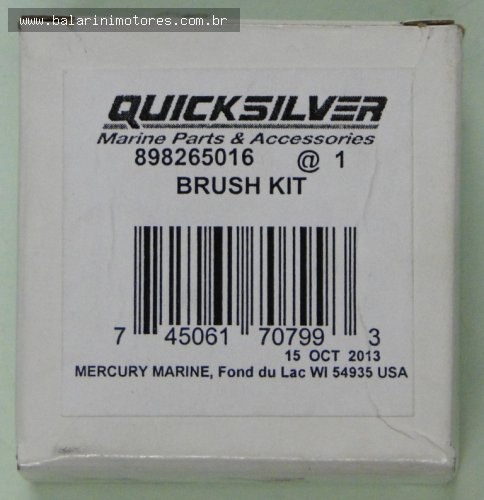 www.balarinimotores.com.br
QUICKSILVER
Marine Parts & Accessories
898265016 @ 1
BRUSH KIT
7 45061 70799 3
15 OCT 2013
MERCURY MARINE, Fond du Lac WI 54935 USA